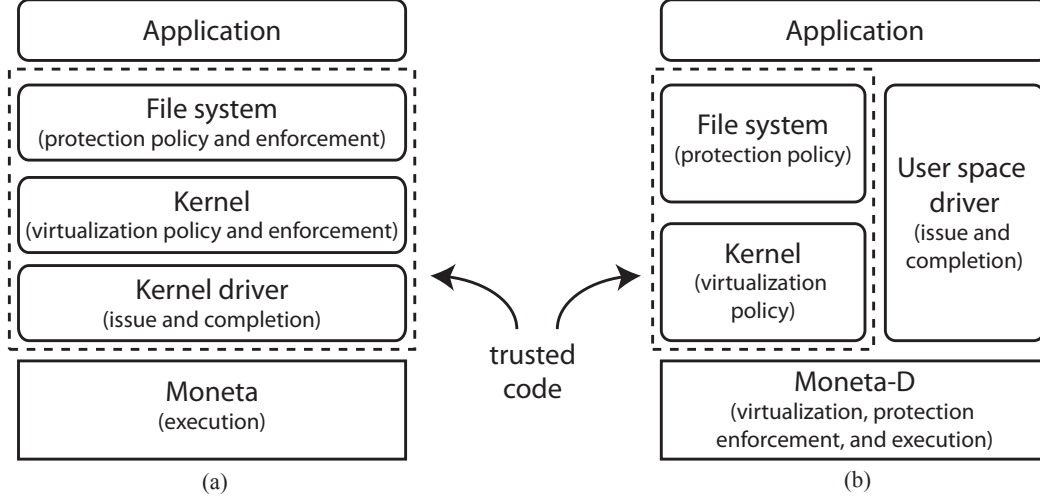 Application
File system
(protection policy and enforcement)
Kernel
(virtualization policy and enforcement)
Kernel driver
(issue and completion)
Moneta
(execution)
(a)
trusted
code
Application
File system
(protection policy)
Kernel
(virtualization
policy)
User space
driver
(issue and
completion)
Moneta-D
(virtualization, protection
enforcement, and execution)
(b)